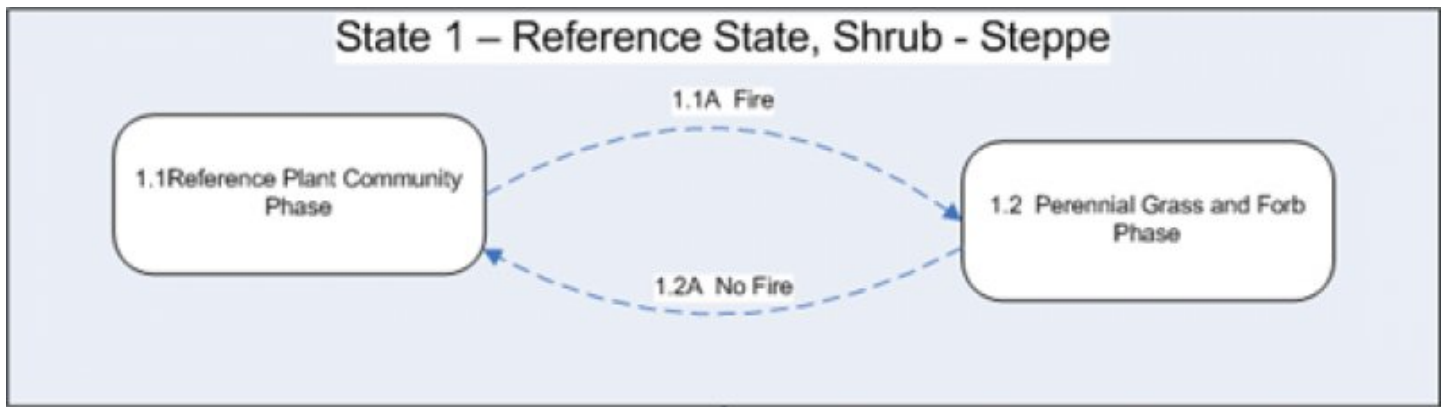 State 1 – Reference State, Shrub - Steppe
1.1A Fire
1.1Reference Plant Community
Phase
1.2 Perennial Grass and Forb
Phase
1.2A No Fire